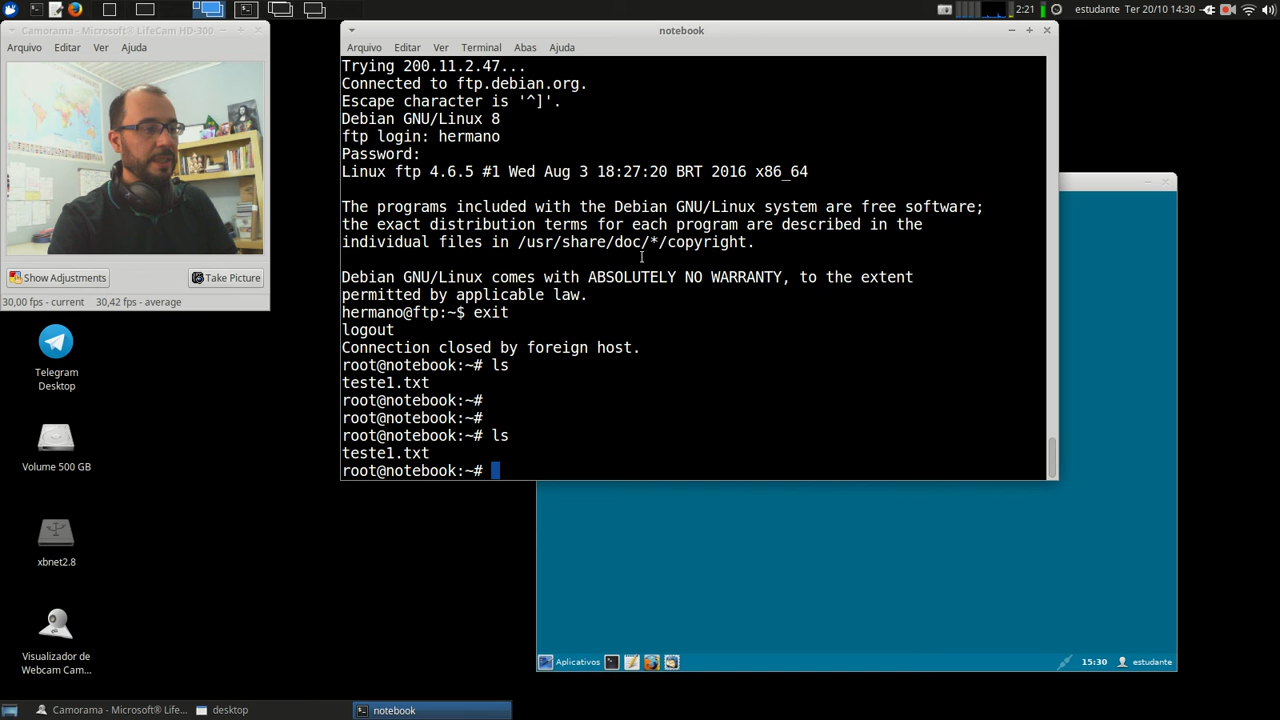 2:21
estudante
Ter 20/10 14:30
Camorama - Microsoft® LifeCam HD-300
Arquivo Editar Ver Ajuda
Show Adjustments
Take Picture
30,00 fps - current 30,42 fps - average
Telegram
Desktop
Volume 500 GB
xbnet2.8
Visualizador de
Webcam Cam...
notebook
Arquivo Editar Ver Terminal Abas Ajuda
Trying 200.11.2.47...
Connected to ftp.debian.org.
Escape character is '^]'.
Debian GNU/Linux 8
ftp login: hermano
Password:
Linux ftp 4.6.5 #1 Wed Aug 3 18:27:20 BRT 2016 x86_64
The programs included with the Debian GNU/Linux system are free software;
the exact distribution terms for each program are described in the
individual files in /usr/share/doc/*/copyright.
Debian GNU/Linux comes with ABSOLUTELY NO WARRANTY, to the extent
permitted by applicable law.
hermano@ftp:~$ exit
logout
Connection closed by foreign host.
root@notebook:~# ls
teste1.txt
root@notebook:~#
root@notebook:~#
root@notebook:~# ls
teste1.txt
root@notebook:~#
Aplicativos
15:30
estudante
Camorama - Microsoft® LifeCa...
desktop
notebook